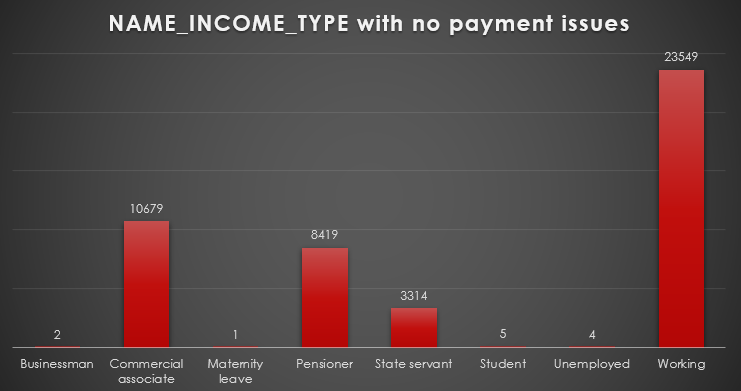 NAME_INCOME_TYPE with no payment issues
23549
10679
8419
3314
2
1
5
4
Businessman
Commercial
associate
Maternity
leave
Pensioner
State servant
Student
Unemployed
Working